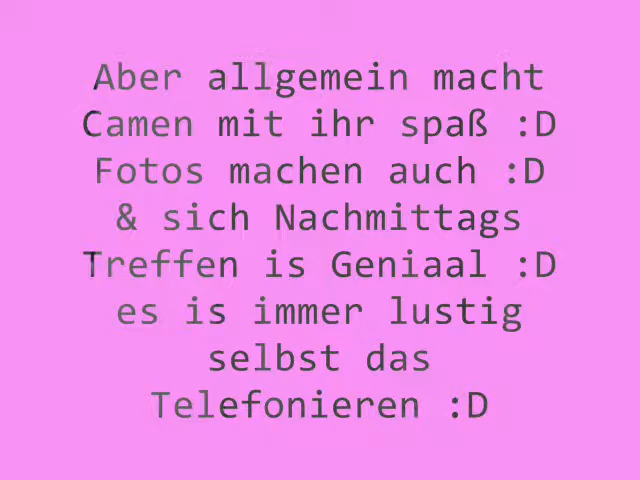 Aber allgemein macht
Camen mit ihr spaß :D
Fotos machen auch :D
& sich Nachmittags
Treffen is Geniaal :D
es is immer lustig
selbst das
Telefonieren :D